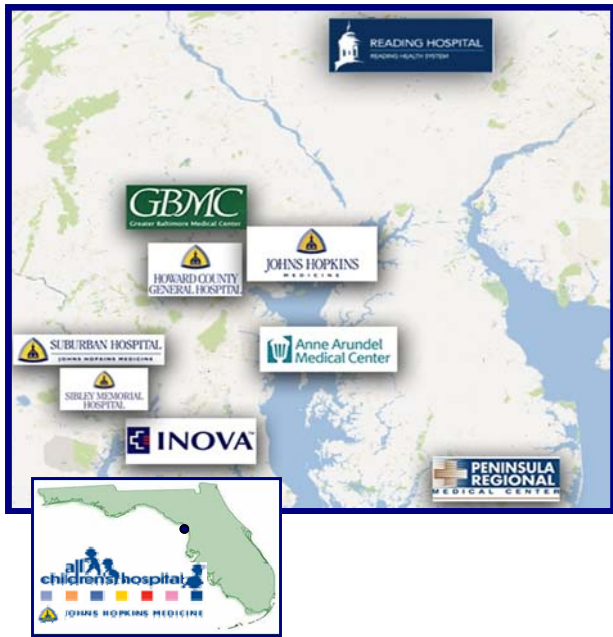 READING HOSPITAL
READING HEALTH SYSTEM
GBMC
Greater Baltimore Medical Center
HOWARD COUNTY
GENERAL HOSPITAL
JOHNS HOPKINS
MEDICINE
SUBURBAN HOSPITAL
JOHNS HOPKINS MEDICINE
Anne Arundel
Medical Center
SIBLEY MEMORIAL
HOSPITAL
INOVA™
PENINSULA
REGIONAL
MEDICAL CENTER
all
children's hospital
JOHNS HOPKINS MEDICINE